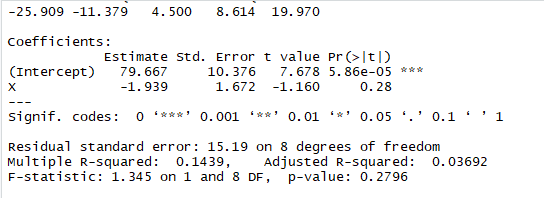 -25.909 -11.379   4.500   8.614  19.970
Coefficients:
            Estimate Std. Error t value Pr(>|t|)
(Intercept)   79.667     10.376   7.678 5.86e-05 ***
X             -1.939      1.672  -1.160     0.28
---
Signif. codes:  0 ‘***’ 0.001 ‘**’ 0.01 ‘*’ 0.05 ‘.’ 0.1 ‘ ’ 1
Residual standard error: 15.19 on 8 degrees of freedom
Multiple R-squared:  0.1439,    Adjusted R-squared:  0.03692
F-statistic: 1.345 on 1 and 8 DF,  p-value: 0.2796